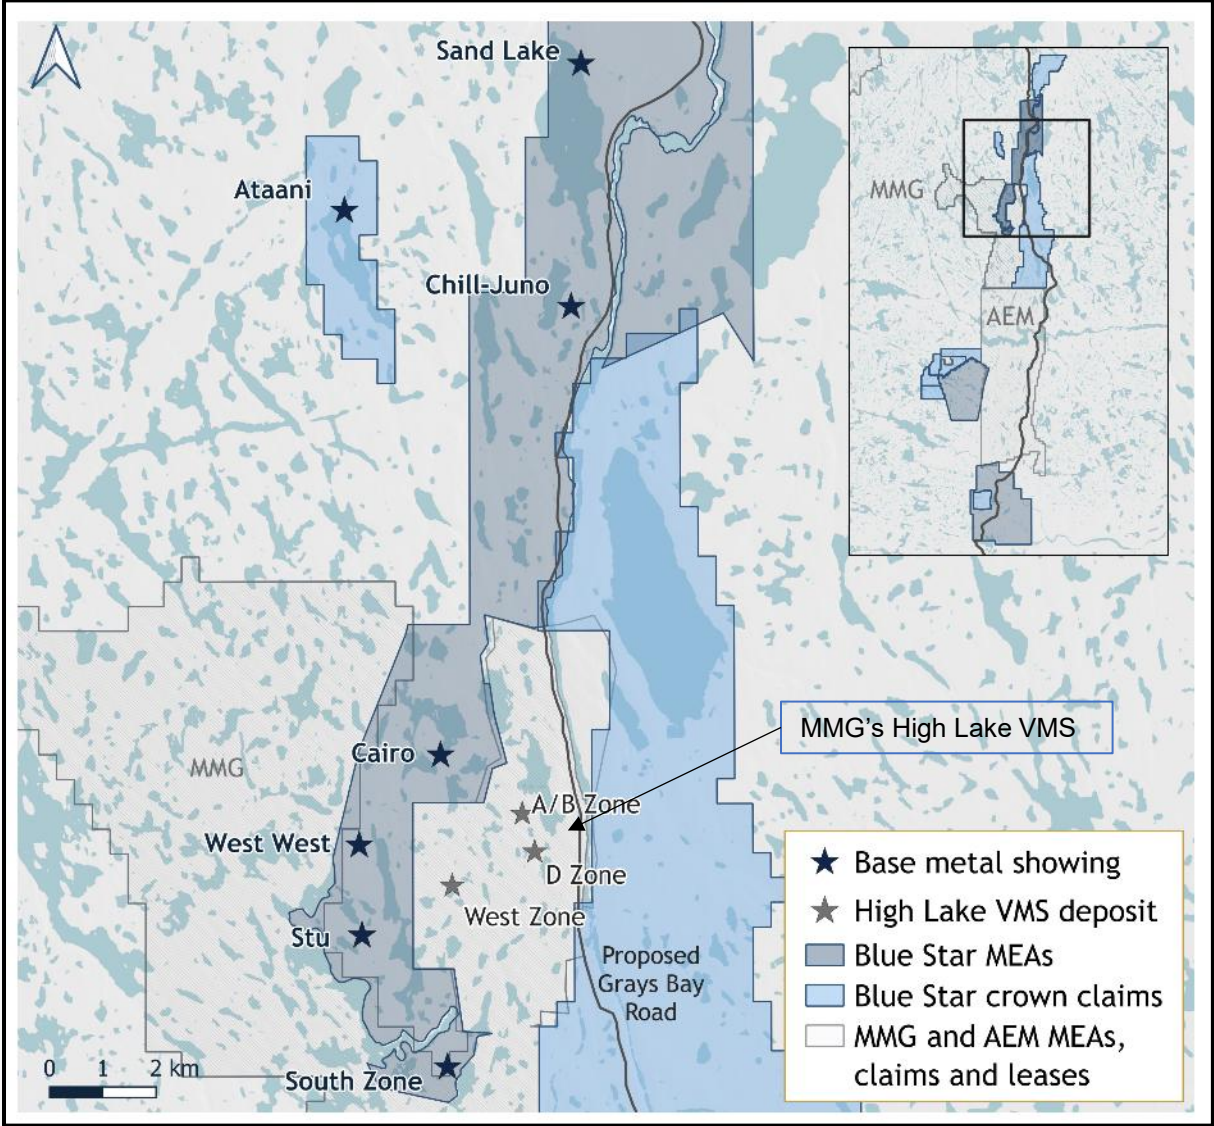 Sand Lake
Ataani
MMG
Chill-Juno
AEM
MMG's High Lake VMS
Cairo
MMG
A/B Zone
West West
D Zone
West Zone
Stu
Proposed
Grays Bay
Road
South Zone
0 1 2 km
Base metal showing
High Lake VMS deposit
Blue Star MEAs
Blue Star crown claims
MMG and AEM MEAs,
claims and leases